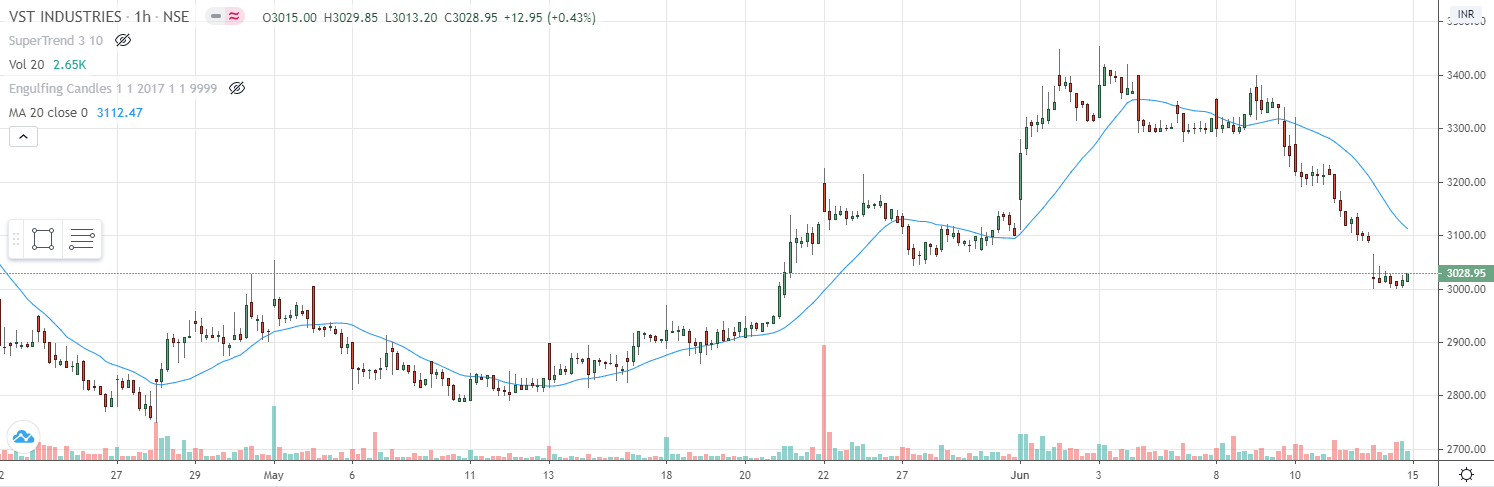 VST INDUSTRIES · 1h · NSE O3015.00 H3029.85 L3013.20 C3028.95 +12.95 (+0.43%)
INR
SuperTrend 3 10
Vol 20 2.65K
Engulfing Candles 1 1 2017 1 1 9999
MA 20 close 0 3112.47
3400.00
3300.00
3200.00
3100.00
3028.95
3000.00
2900.00
2800.00
2700.00
27 29 May 6 11 13 18 20 22 27 Jun 3 8 10 15